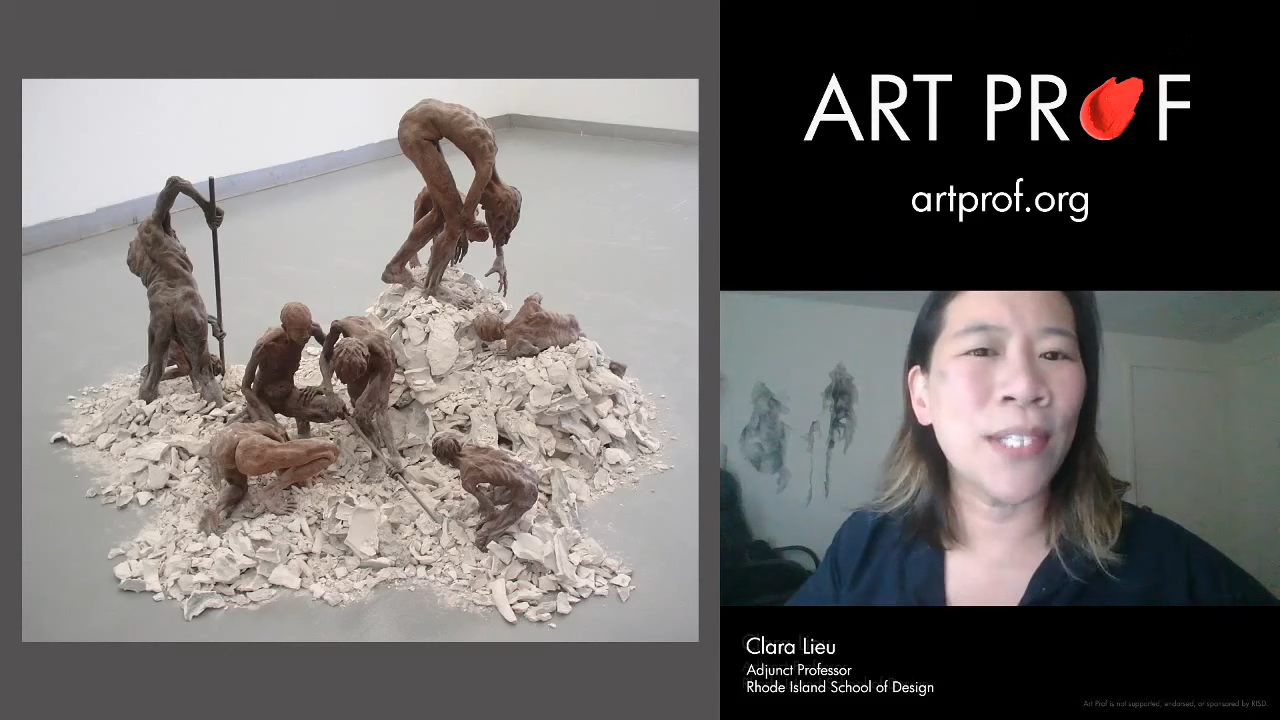 ART PROF
artprof.org
Clara Lieu
Adjunct Professor
Rhode Island School of Design
Art Prof is not supported, endorsed, or sponsored by RISD.